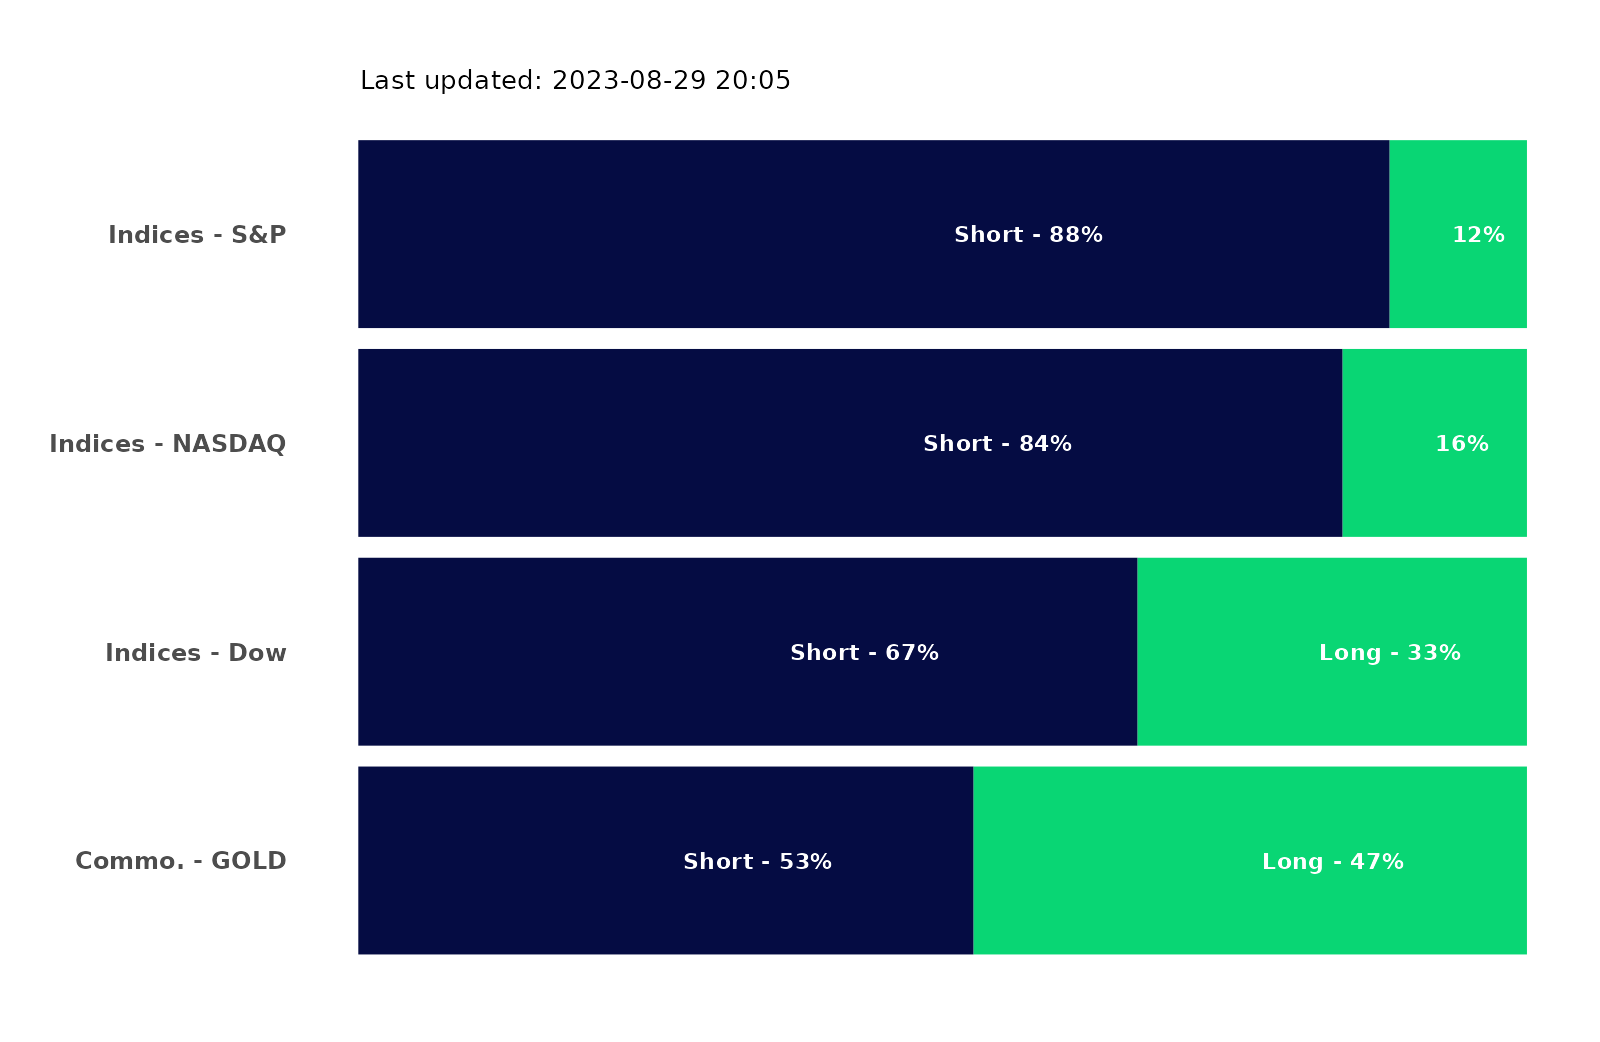 Last updated: 2023-08-29 20:05
Indices - S&P Short - 88% 12%
Indices - NASDAQ Short - 84% 16%
Indices - Dow Short - 67% Long - 33%
Commo. - GOLD Short - 53% Long - 47%